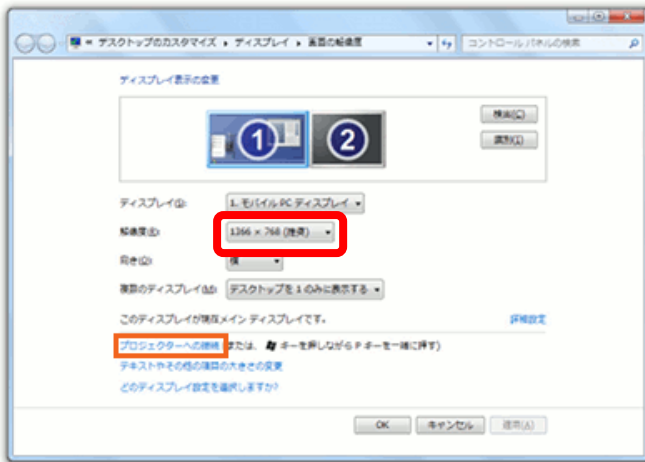 デスクトップのカスタマイズ ▸ ディスプレイ ▸ 画面の解像度
コントロール パネルの検索
ディスプレイ表示の変更
1
2
検出(C)
識別(I)
ディスプレイ(S):
1. モバイル PC ディスプレイ
解像度(R):
1366 × 768 (推奨)
向き(O):
横
複数のディスプレイ(M):
デスクトップを 1 のみに表示する
このディスプレイが現在メイン ディスプレイです。
詳細設定
プロジェクターへの接続 (または、 キーを押しながら P キーを一緒に押す)
テキストやその他の項目の大きさの変更
どのディスプレイ設定を選択しますか?
OK
キャンセル
適用(A)